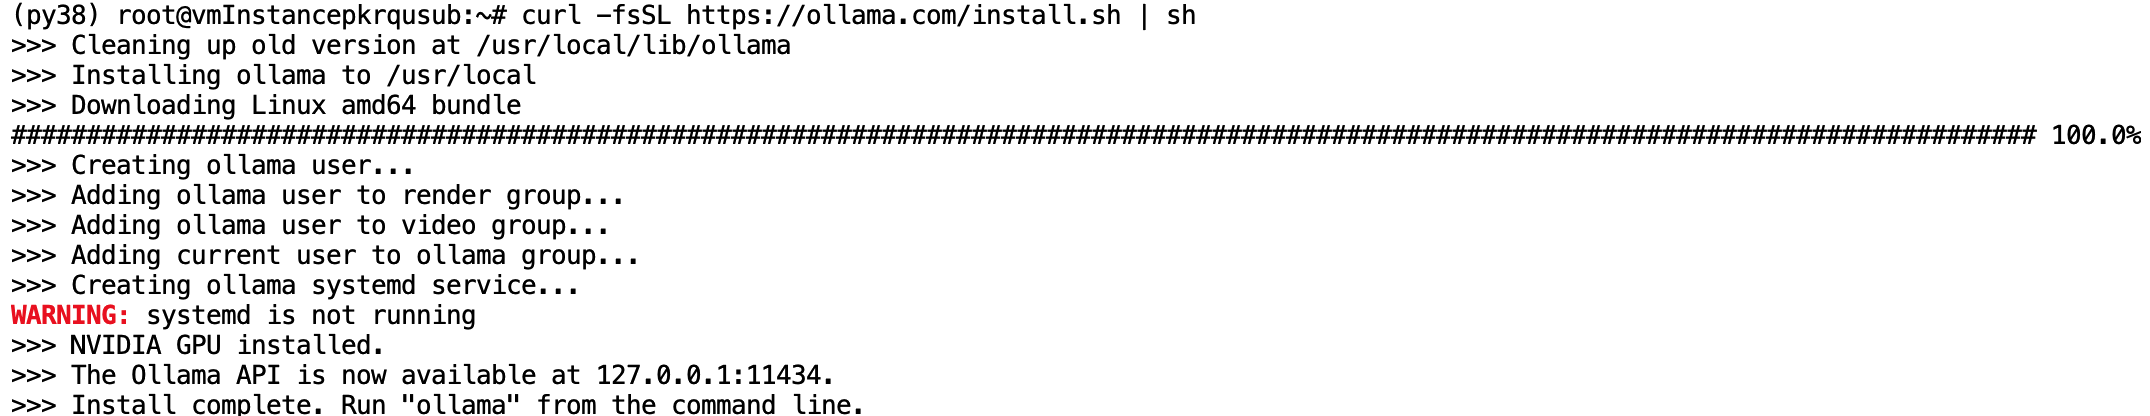 (py38) root@vmInstancepkrqusub:~# curl -fsSL https://ollama.com/install.sh | sh
>>> Cleaning up old version at /usr/local/lib/ollama
>>> Installing ollama to /usr/local
>>> Downloading Linux amd64 bundle
####################################################################################################################################### 100.0%
>>> Creating ollama user...
>>> Adding ollama user to render group...
>>> Adding ollama user to video group...
>>> Adding current user to ollama group...
>>> Creating ollama systemd service...
WARNING: systemd is not running
>>> NVIDIA GPU installed.
>>> The Ollama API is now available at 127.0.0.1:11434.
>>> Install complete. Run "ollama" from the command line.